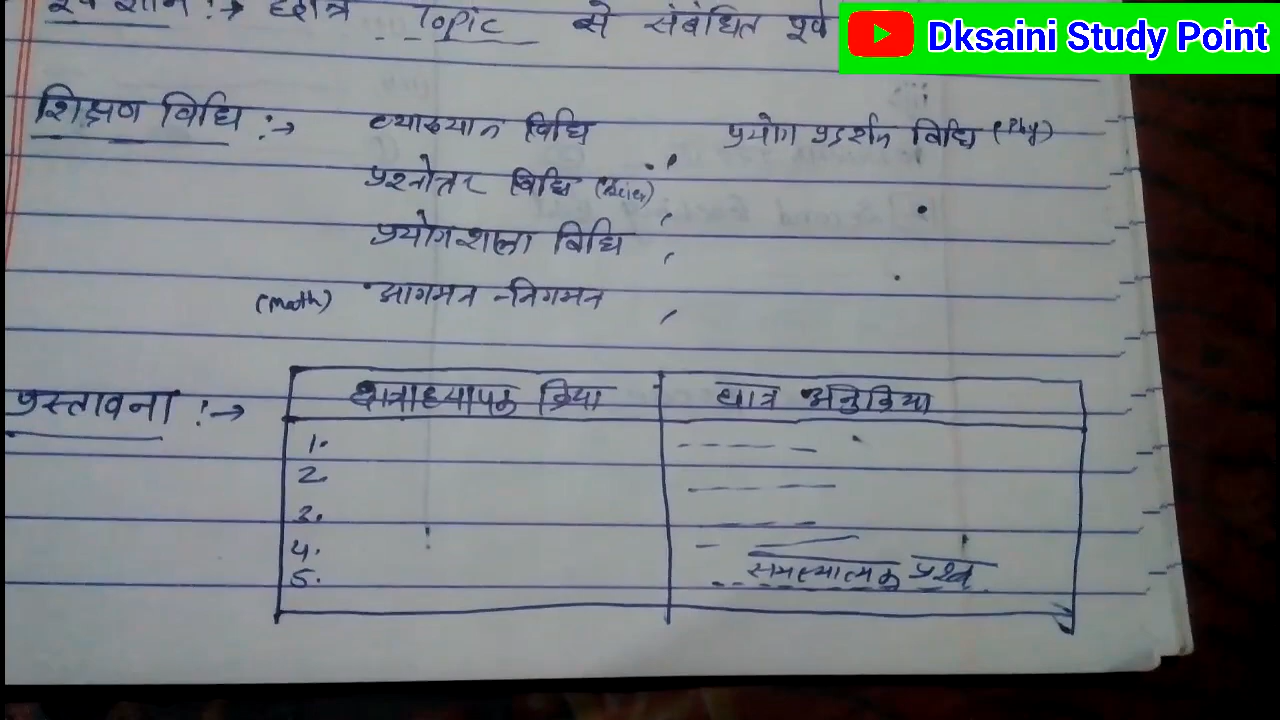 पूर्व ज्ञान :→ छात्र Topic से संबंधित पूर्व
Dksaini Study Point
शिक्षण विधि :→ व्याख्यान विधि प्रयोग प्रदर्शन विधि (Phy)
प्रश्नोत्तर विधि
प्रयोगशाला विधि ,
(math) आगमन - निगमन ,
प्रस्तावना :→ छात्राध्यापक क्रिया छात्र अनुक्रिया
1.
2.
3.
4.
5. समस्यात्मक प्रश्न